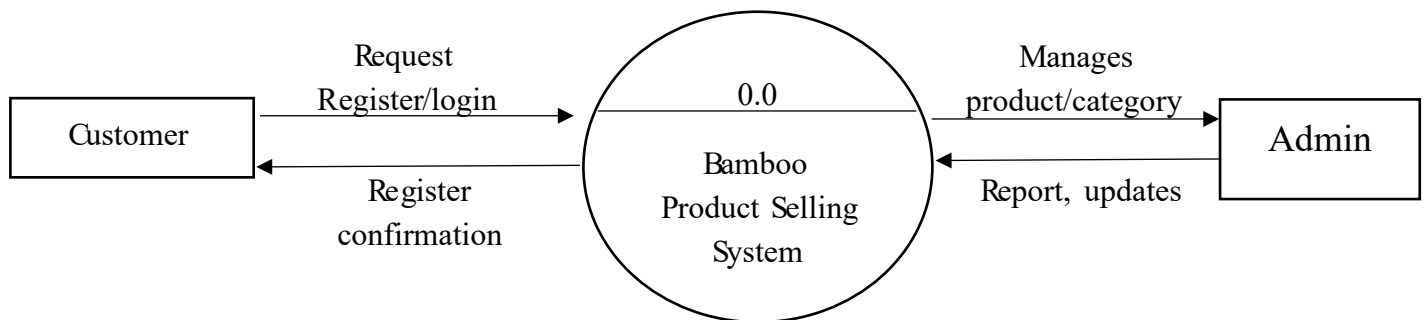 Customer
Request
Register/login
Register
confirmation
0.0
Bamboo
Product Selling
System
Manages
product/category
Report, updates
Admin